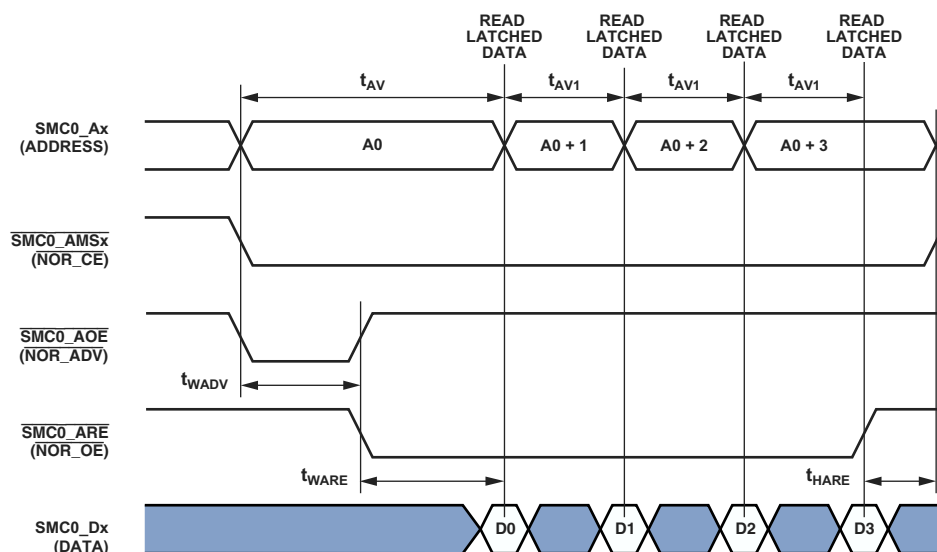 READ LATCHED DATA
READ LATCHED DATA
READ LATCHED DATA
READ LATCHED DATA
tAV
tAV1
tAV1
tAV1
SMC0_Ax
(ADDRESS)
A0
A0 + 1
A0 + 2
A0 + 3
SMC0_AMSx
(NOR_CE)
SMC0_AOE
(NOR_ADV)
tWADV
SMC0_ARE
(NOR_OE)
tWARE
tHARE
SMC0_Dx
(DATA)
D0
D1
D2
D3